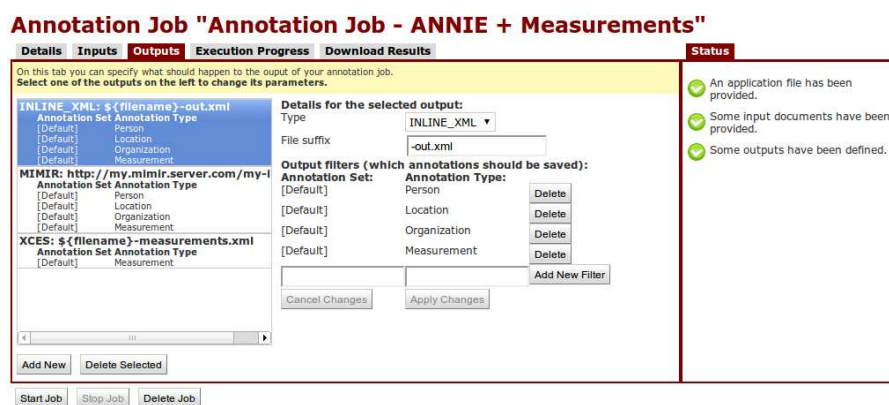 Annotation Job "Annotation Job - ANNIE + Measurements"
Details Inputs Outputs Execution Progress Download Results
On this tab you can specify what should happen to the ouput of your annotation job.
Select one of the outputs on the left to change its parameters.
INLINE_XML: ${filename}-out.xml
Annotation Set Annotation Type
[Default] Person
[Default] Location
[Default] Organization
[Default] Measurement
MIMIR: http://my.mimir.server.com/my-i
Annotation Set Annotation Type
[Default] Person
[Default] Location
[Default] Organization
[Default] Measurement
XCES: ${filename}-measurements.xml
Annotation Set Annotation Type
[Default] Measurement
Add New Delete Selected
Details for the selected output:
Type INLINE_XML
File suffix -out.xml
Output filters (which annotations should be saved):
Annotation Set: Annotation Type:
[Default] Person Delete
[Default] Location Delete
[Default] Organization Delete
[Default] Measurement Delete
Add New Filter
Cancel Changes Apply Changes
Status
An application file has been
provided.
Some input documents have been
provided.
Some outputs have been defined.
Start Job Stop Job Delete Job